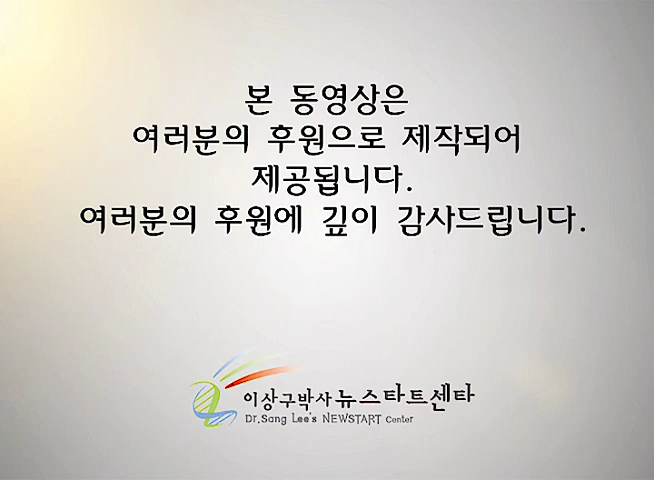 본 동영상은
여러분의 후원으로 제작되어
제공됩니다.
여러분의 후원에 깊이 감사드립니다.
이상구박사 뉴스타트센타
Dr.Sang Lee's NEWSTART Center